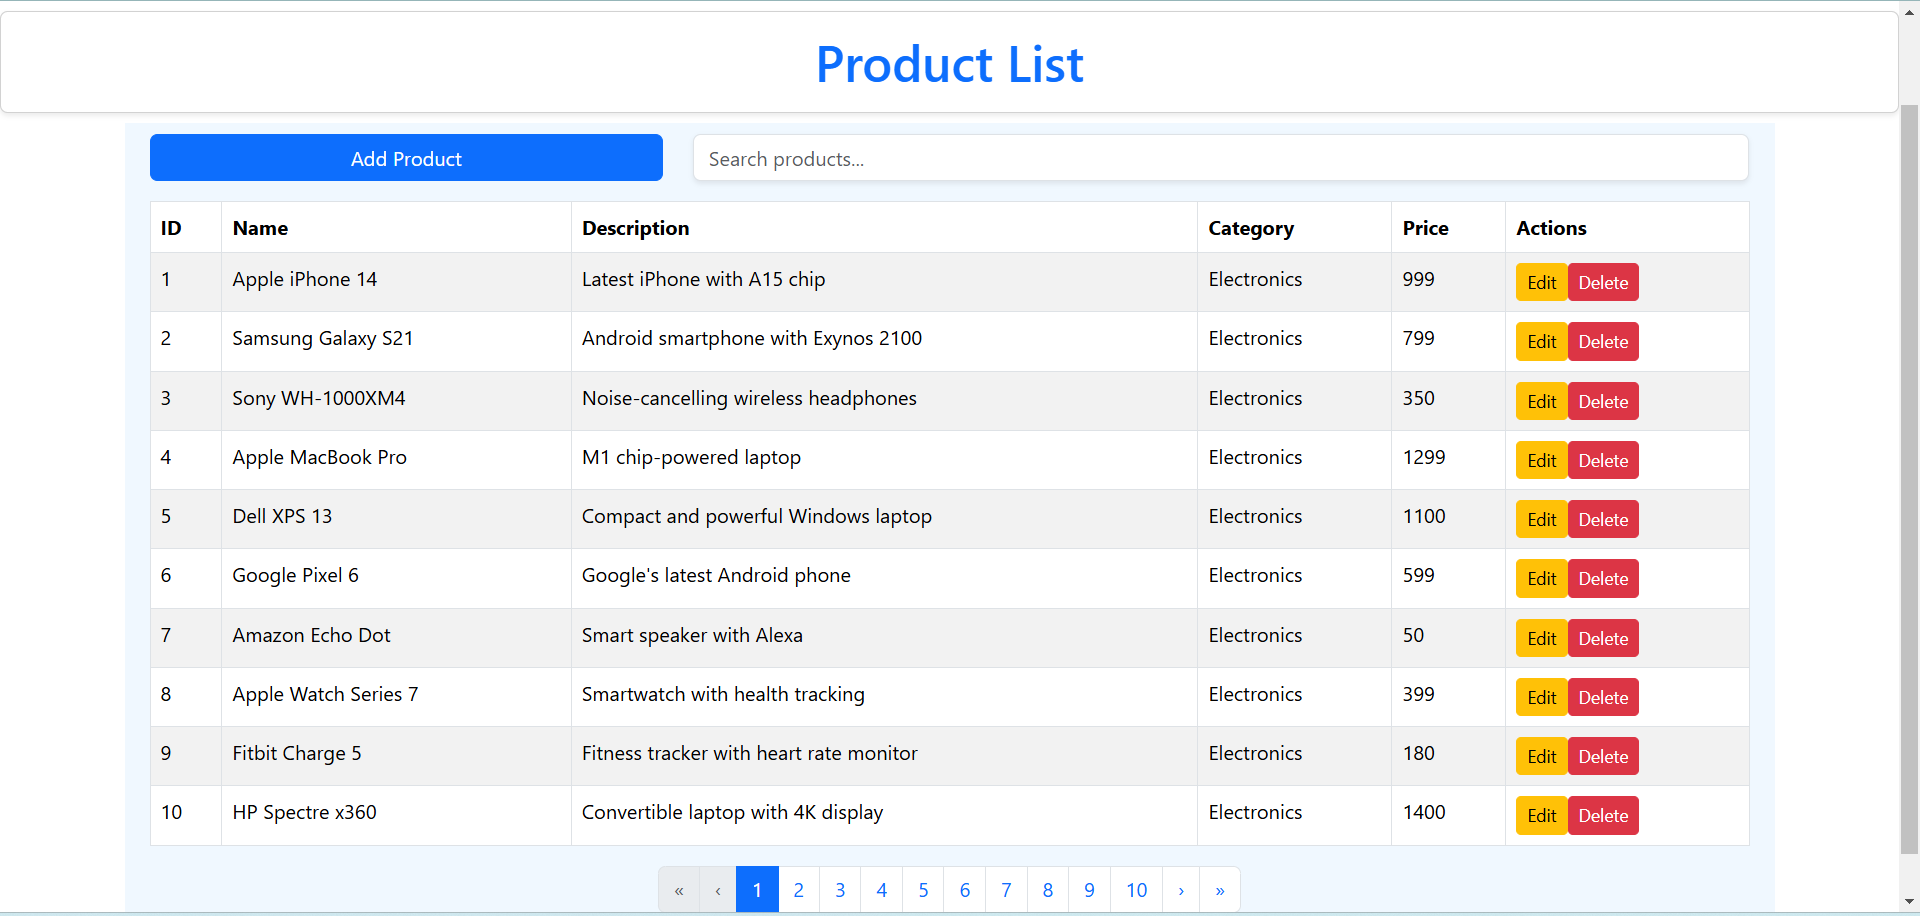 Product List
Add Product Search products...
ID Name Description Category Price Actions
1 Apple iPhone 14 Latest iPhone with A15 chip Electronics 999 Edit Delete
2 Samsung Galaxy S21 Android smartphone with Exynos 2100 Electronics 799 Edit Delete
3 Sony WH-1000XM4 Noise-cancelling wireless headphones Electronics 350 Edit Delete
4 Apple MacBook Pro M1 chip-powered laptop Electronics 1299 Edit Delete
5 Dell XPS 13 Compact and powerful Windows laptop Electronics 1100 Edit Delete
6 Google Pixel 6 Google's latest Android phone Electronics 599 Edit Delete
7 Amazon Echo Dot Smart speaker with Alexa Electronics 50 Edit Delete
8 Apple Watch Series 7 Smartwatch with health tracking Electronics 399 Edit Delete
9 Fitbit Charge 5 Fitness tracker with heart rate monitor Electronics 180 Edit Delete
10 HP Spectre x360 Convertible laptop with 4K display Electronics 1400 Edit Delete
« ‹ 1 2 3 4 5 6 7 8 9 10 › »